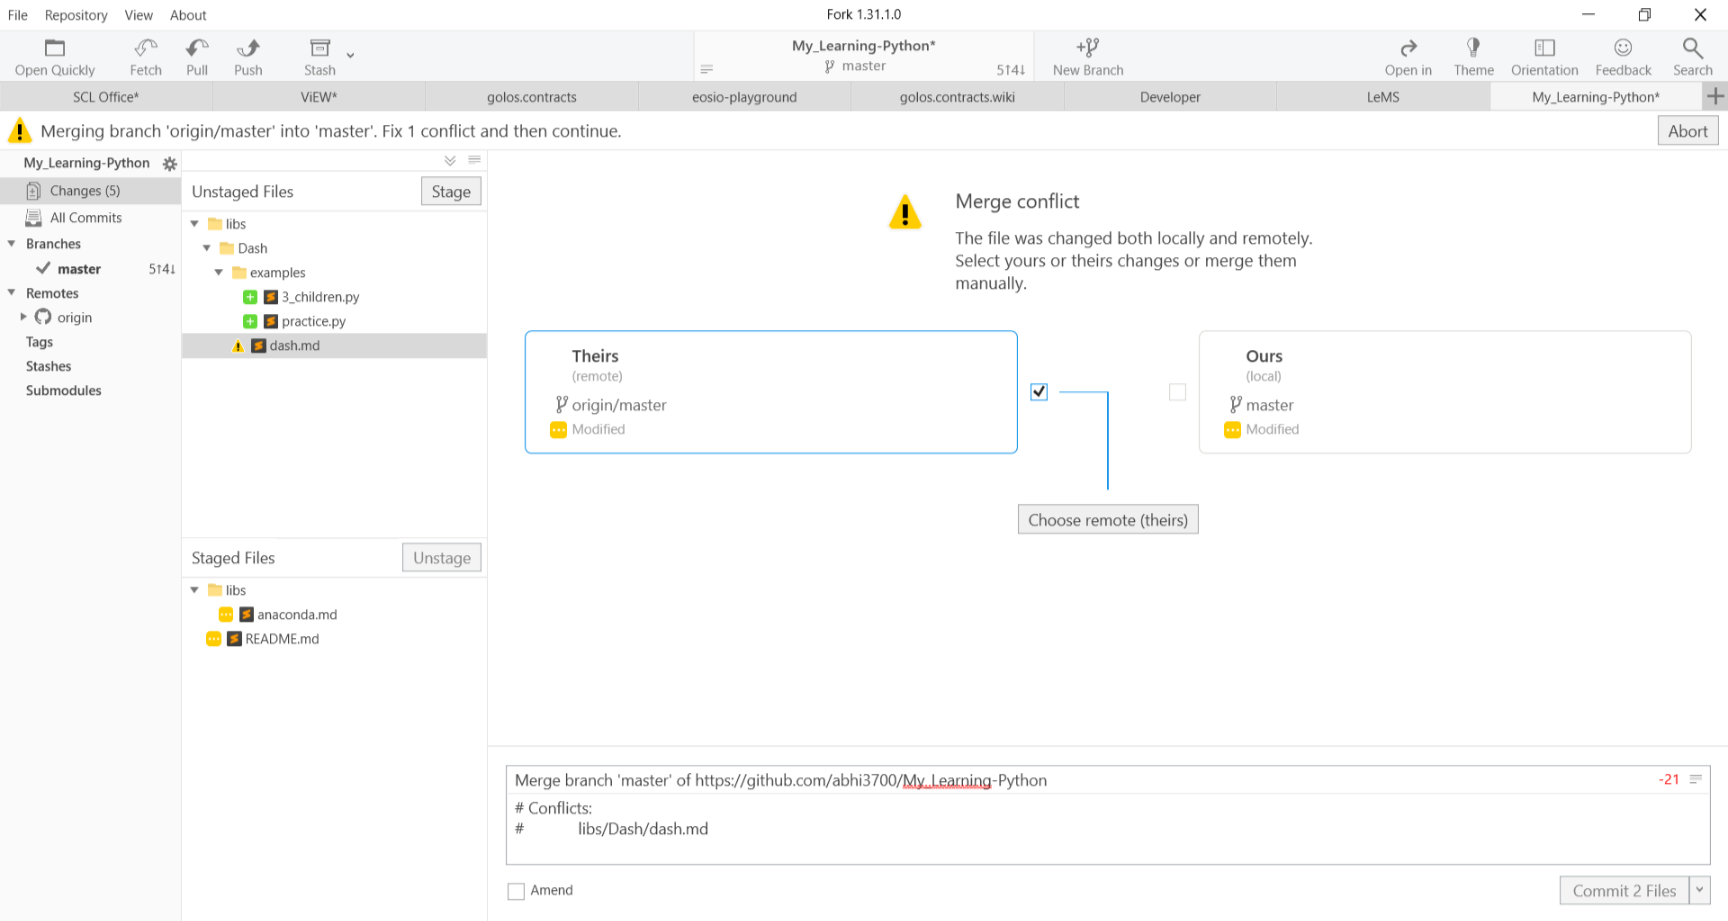 File Repository View About
Fork 1.31.1.0
Open Quickly Fetch Pull Push Stash
My_Learning-Python*
master
5↑4↓
New Branch
Open in Theme Orientation Feedback Search
SCL Office* ViEW* golos.contracts eosio-playground golos.contracts.wiki Developer LeMS My_Learning-Python*
Merging branch 'origin/master' into 'master'. Fix 1 conflict and then continue.
Abort
My_Learning-Python
Changes (5)
All Commits
Branches
master 5↑4↓
Remotes
origin
Tags
Stashes
Submodules
Unstaged Files
Stage
libs
Dash
examples
3_children.py
practice.py
dash.md
Staged Files
Unstage
libs
anaconda.md
README.md
Merge conflict
The file was changed both locally and remotely.
Select yours or theirs changes or merge them
manually.
Theirs
(remote)
origin/master
Modified
Ours
(local)
master
Modified
Choose remote (theirs)
Merge branch 'master' of https://github.com/abhi3700/My_Learning-Python
-21
# Conflicts:
# libs/Dash/dash.md
Amend
Commit 2 Files